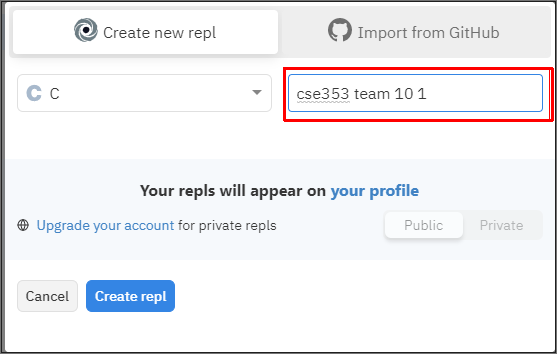 Create new repl
Import from GitHub
C
cse353 team 10 1
Your repls will appear on your profile
Upgrade your account for private repls
Public
Private
Cancel
Create repl